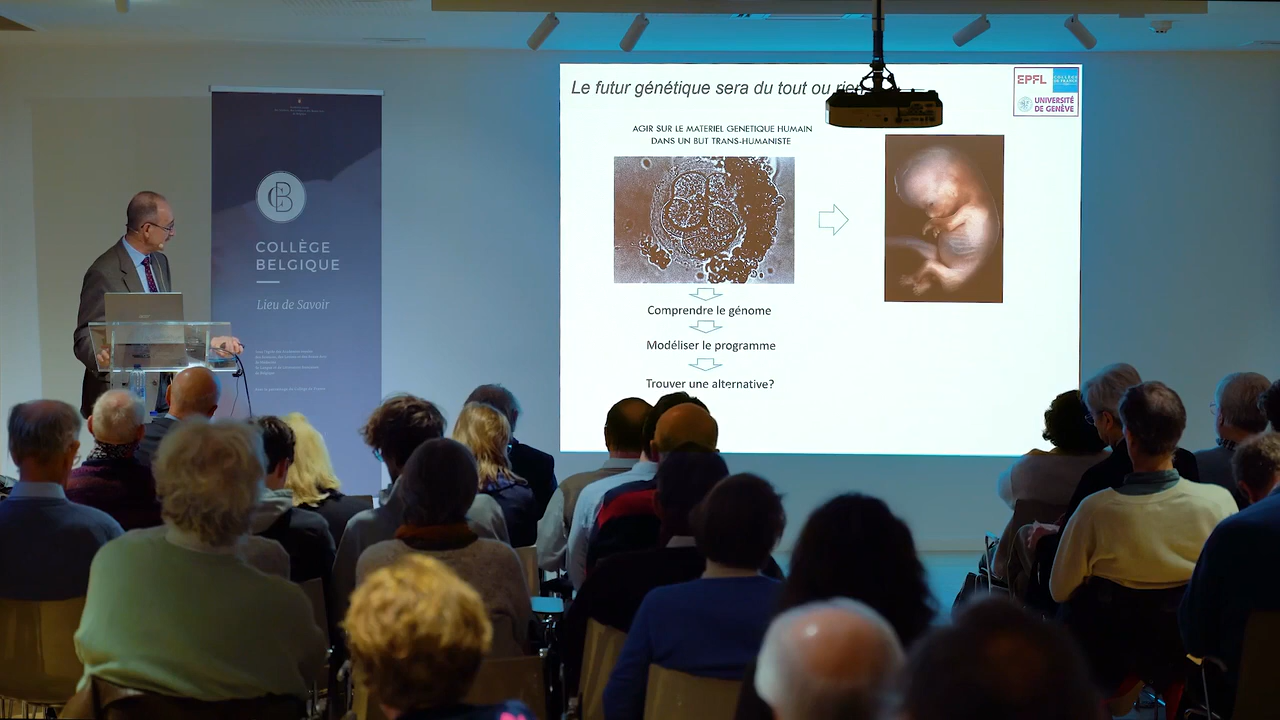 Le futur génétique sera du tout ou rien
EPFL
COLLÈGE
DE FRANCE
UNIVERSITÉ
DE GENÈVE
AGIR SUR LE MATERIEL GENETIQUE HUMAIN
DANS UN BUT TRANS-HUMANISTE
Comprendre le génome
Modéliser le programme
Trouver une alternative?
CB
COLLÈGE
BELGIQUE
Lieu de Savoir